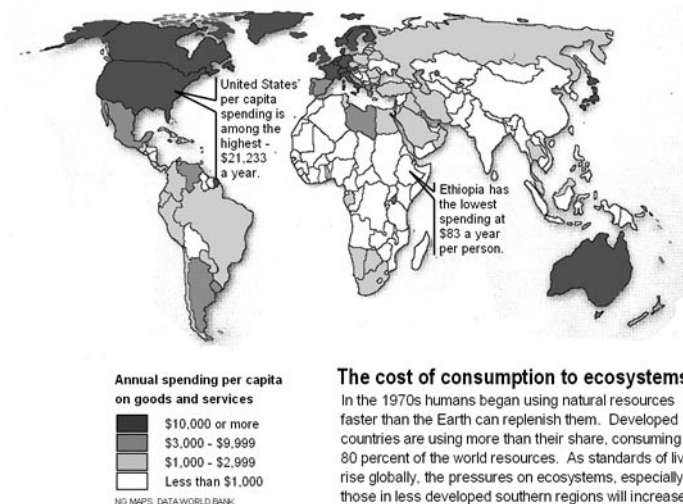 United States'
per capita
spending is
among the
highest -
$21,233
a year.
Ethiopia has
the lowest
spending at
$83 a year
per person.
Annual spending per capita
on goods and services
$10,000 or more
$3,000 - $9,999
$1,000 - $2,999
Less than $1,000
NG MAPS, DATA WORLD BANK
The cost of consumption to ecosystems
In the 1970s humans began using natural resources
faster than the Earth can replenish them. Developed
countries are using more than their share, consuming
80 percent of the world resources. As standards of liv
rise globally, the pressures on ecosystems, especially
those in less developed southern regions will increase